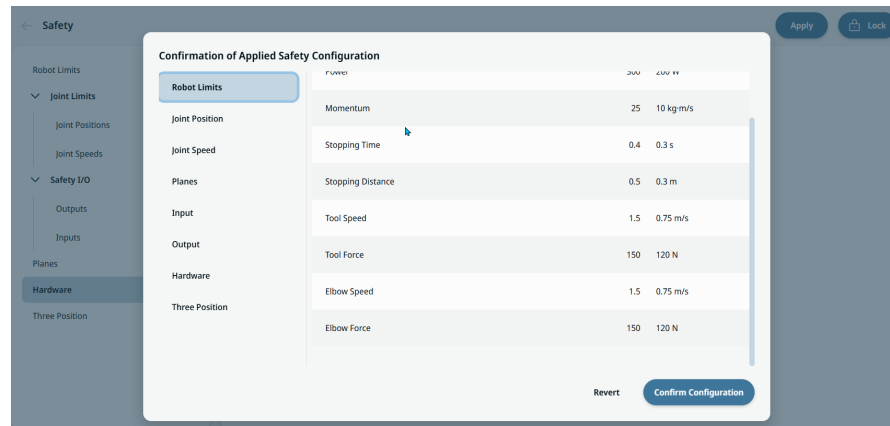 Safety
Apply
Lock
Robot Limits
Joint Limits
Joint Positions
Joint Speeds
Safety I/O
Outputs
Inputs
Planes
Hardware
Three Position
Confirmation of Applied Safety Configuration
Robot Limits
Joint Position
Joint Speed
Planes
Input
Output
Hardware
Three Position
Power 300 200 W
Momentum 25 10 kg·m/s
Stopping Time 0.4 0.3 s
Stopping Distance 0.5 0.3 m
Tool Speed 1.5 0.75 m/s
Tool Force 150 120 N
Elbow Speed 1.5 0.75 m/s
Elbow Force 150 120 N
Revert
Confirm Configuration